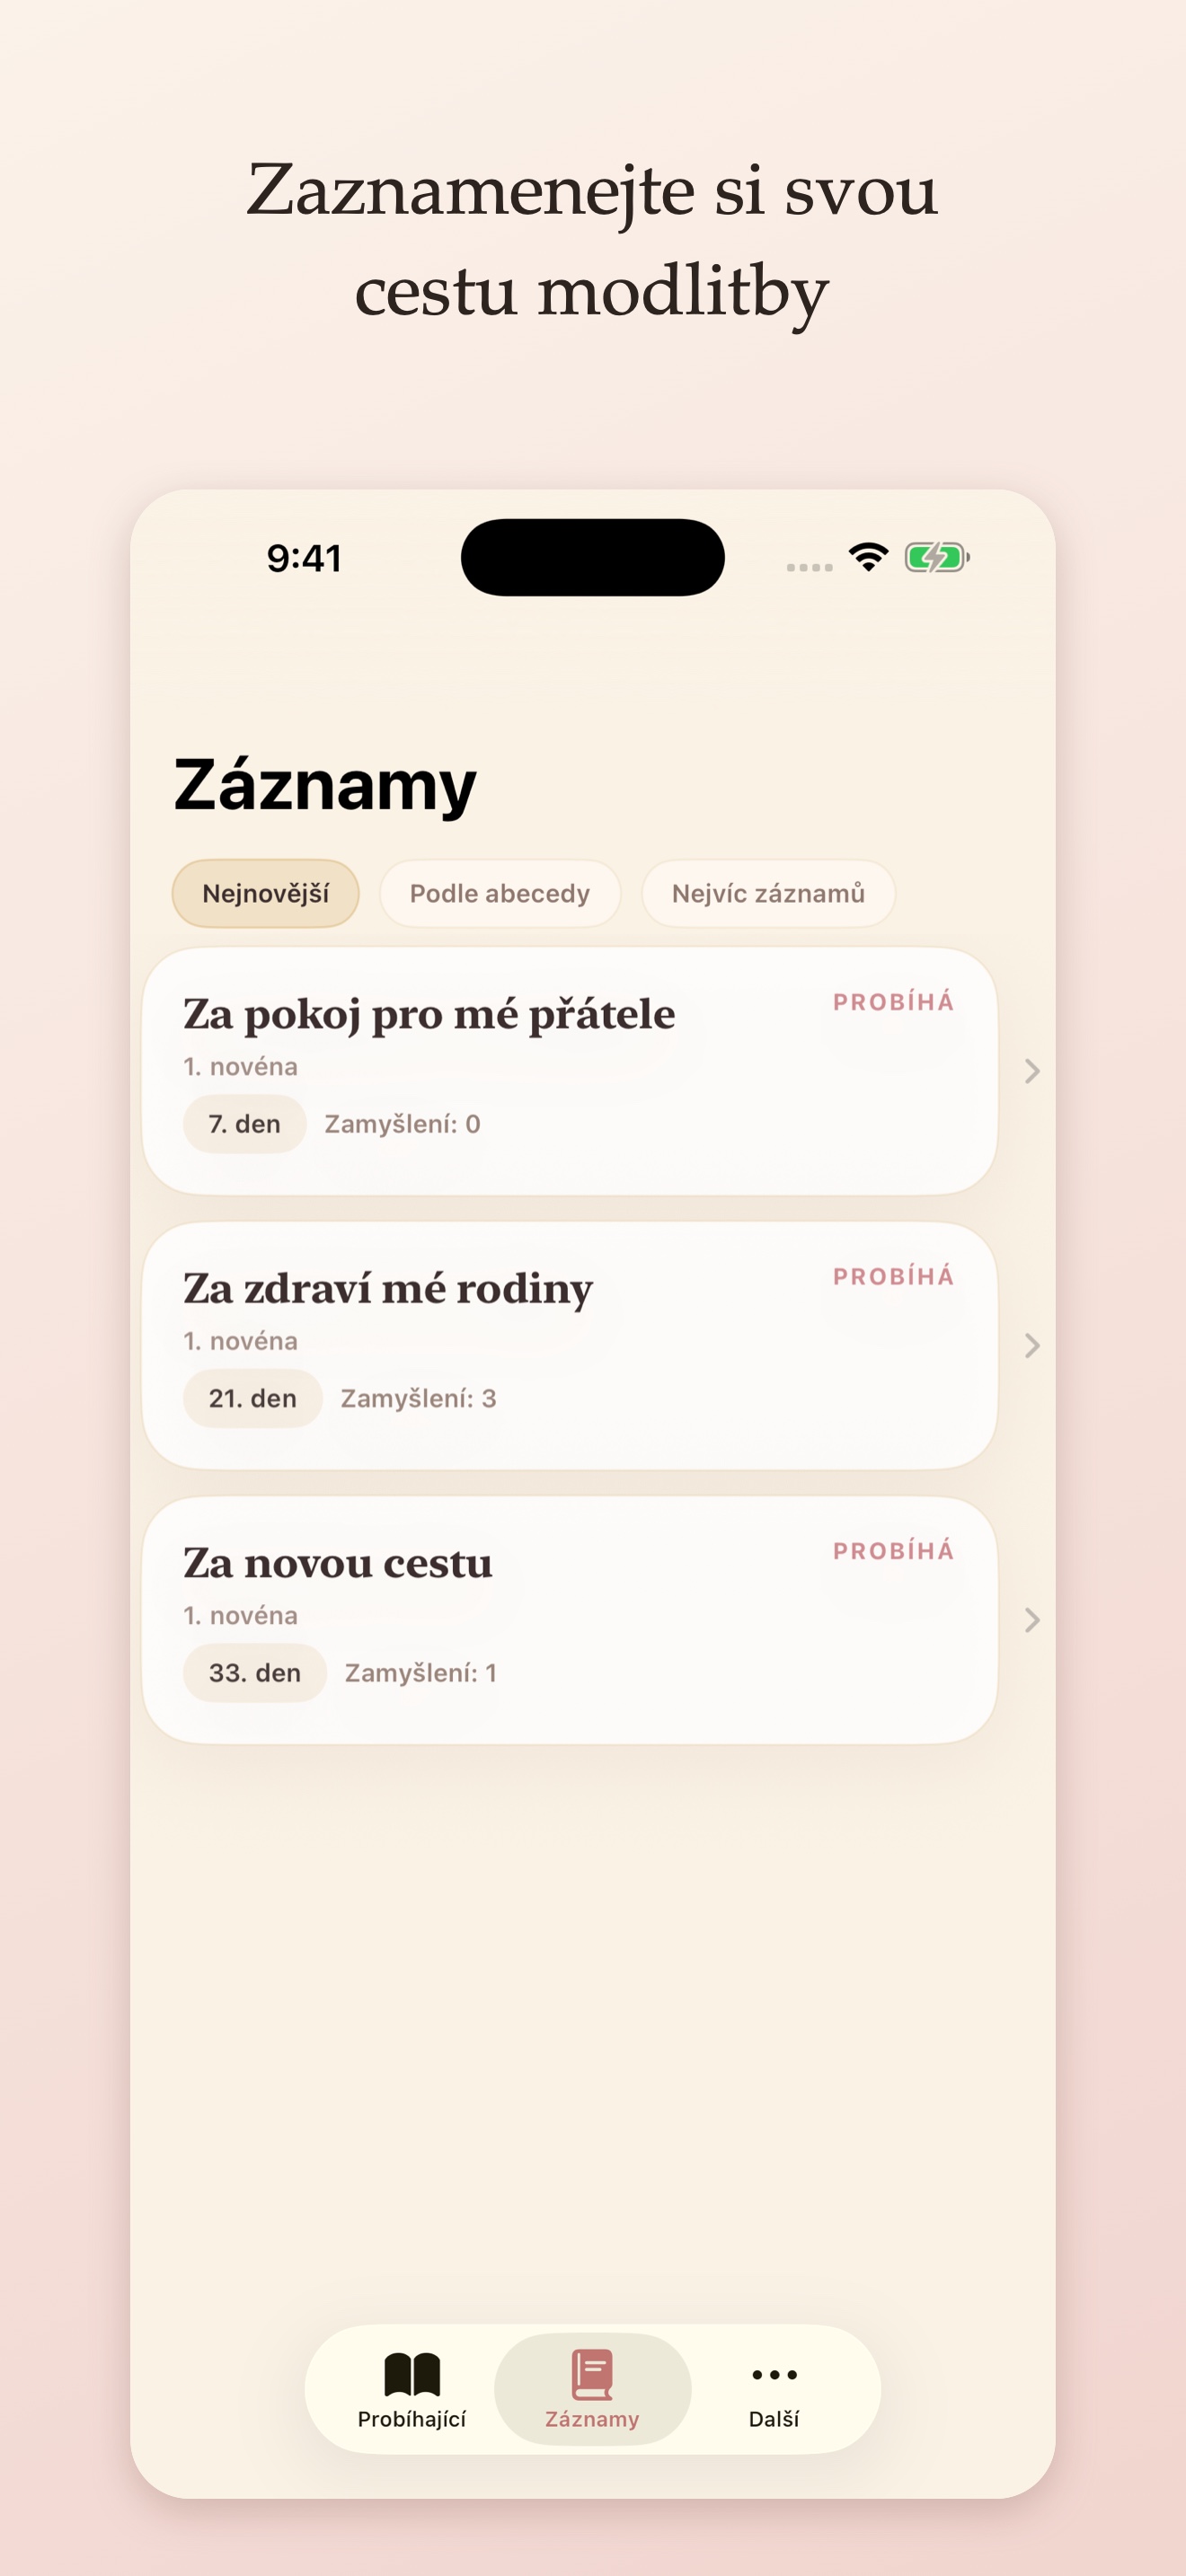 Zaznamenejte si svou
cestu modlitby
9:41
Záznamy
Nejnovější
Podle abecedy
Nejvíc záznamů
Za pokoj pro mé přátele
PROBÍHÁ
1. novéna
7. den
Zamyšlení: 0
Za zdraví mé rodiny
PROBÍHÁ
1. novéna
21. den
Zamyšlení: 3
Za novou cestu
PROBÍHÁ
1. novéna
33. den
Zamyšlení: 1
Probíhající
Záznamy
Další